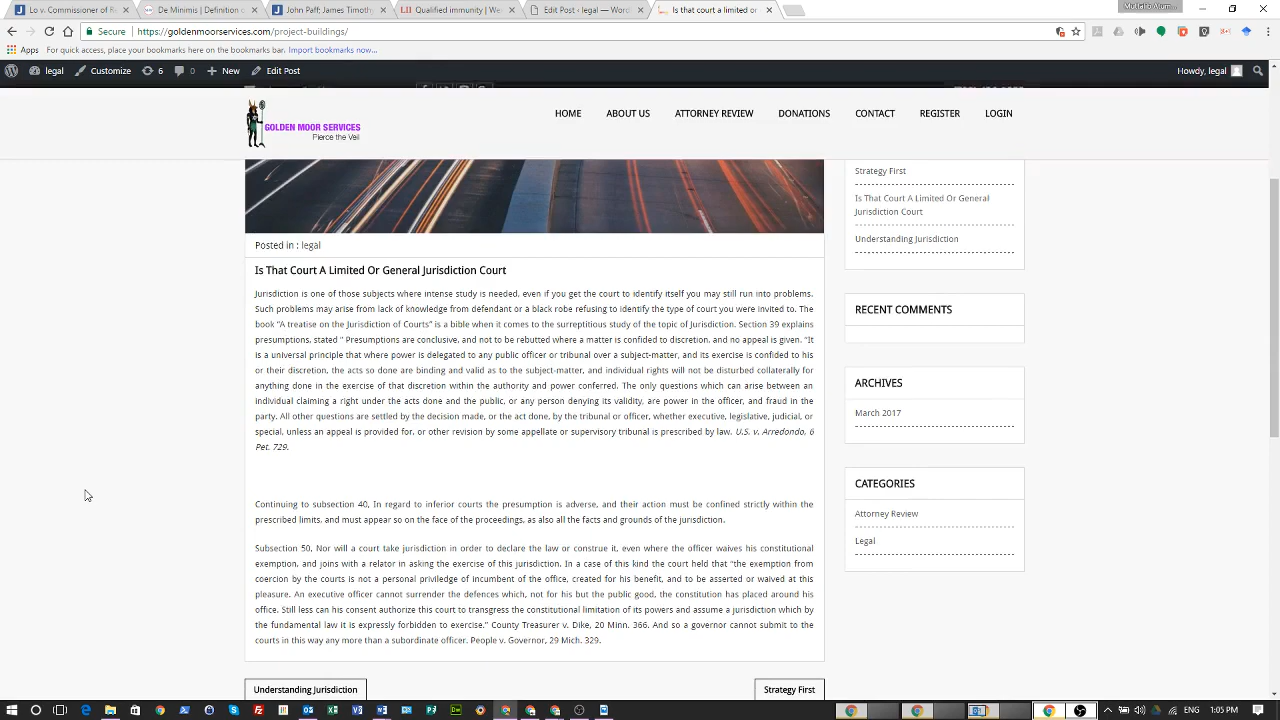 Lo v. Commissioner of Re
De Minimis | Definition c
John Paff; James Timothy
LII Qualified immunity | We
Edit Post ‹ legal — Word
Is that court a limited or
Secure https://goldenmoorservices.com/project-buildings/
Apps For quick access, place your bookmarks here on the bookmarks bar. Import bookmarks now...
legal Customize 6 0 New Edit Post Howdy, legal
GOLDEN MOOR SERVICES
Pierce the Veil
HOME ABOUT US ATTORNEY REVIEW DONATIONS CONTACT REGISTER LOGIN
Posted in : legal
Is That Court A Limited Or General Jurisdiction Court
Jurisdiction is one of those subjects where intense study is needed, even if you get the court to identify itself you may still run into problems.
Such problems may arise from lack of knowledge from defendant or a black robe refusing to identify the type of court you were invited to. The
book "A treatise on the Jurisdiction of Courts" is a bible when it comes to the surreptitious study of the topic of Jurisdiction. Section 39 explains
presumptions, stated " Presumptions are conclusive, and not to be rebutted where a matter is confided to discretion, and no appeal is given. "It
is a universal principle that where power is delegated to any public officer or tribunal over a subject-matter, and its exercise is confided to his
or their discretion, the acts so done are binding and valid as to the subject-matter, and individual rights will not be disturbed collaterally for
anything done in the exercise of that discretion within the authority and power conferred. The only questions which can arise between an
individual claiming a right under the acts done and the public, or any person denying its validity, are power in the officer, and fraud in the
party. All other questions are settled by the decision made, or the act done, by the tribunal or officer, whether executive, legislative, judicial, or
special, unless an appeal is provided for, or other revision by some appellate or supervisory tribunal is prescribed by law. U.S. v. Arredondo, 6
Pet. 729.
Continuing to subsection 40, In regard to inferior courts the presumption is adverse, and their action must be confined strictly within the
prescribed limits, and must appear so on the face of the proceedings, as also all the facts and grounds of the jurisdiction.
Subsection 50, Nor will a court take jurisdiction in order to declare the law or construe it, even where the officer waives his constitutional
exemption, and joins with a relator in asking the exercise of this jurisdiction. In a case of this kind the court held that "the exemption from
coercion by the courts is not a personal priviledge of incumbent of the office, created for his benefit, and to be asserted or waived at this
pleasure. An executive officer cannot surrender the defences which, not for his but the public good, the constitution has placed around his
office. Still less can his consent authorize this court to transgress the constitutional limitation of its powers and assume a jurisdiction which by
the fundamental law it is expressly forbidden to exercise." County Treasurer v. Dike, 20 Minn. 366. And so a governor cannot submit to the
courts in this way any more than a subordinate officer. People v. Governor, 29 Mich. 329.
Understanding Jurisdiction
Strategy First
Strategy First
Is That Court A Limited Or General
Jurisdiction Court
Understanding Jurisdiction
RECENT COMMENTS
ARCHIVES
March 2017
CATEGORIES
Attorney Review
Legal
ENG 1:05 PM